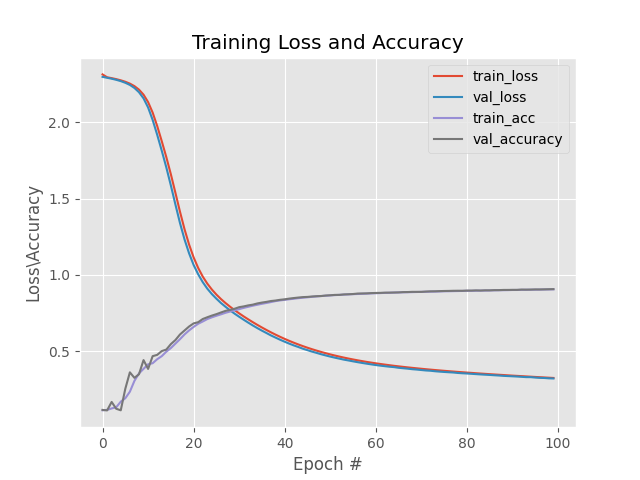 Training Loss and Accuracy
train_loss
val_loss
train_acc
val_accuracy
Loss\Accuracy
2.0
1.5
1.0
0.5
0
20
40
60
80
100
Epoch #